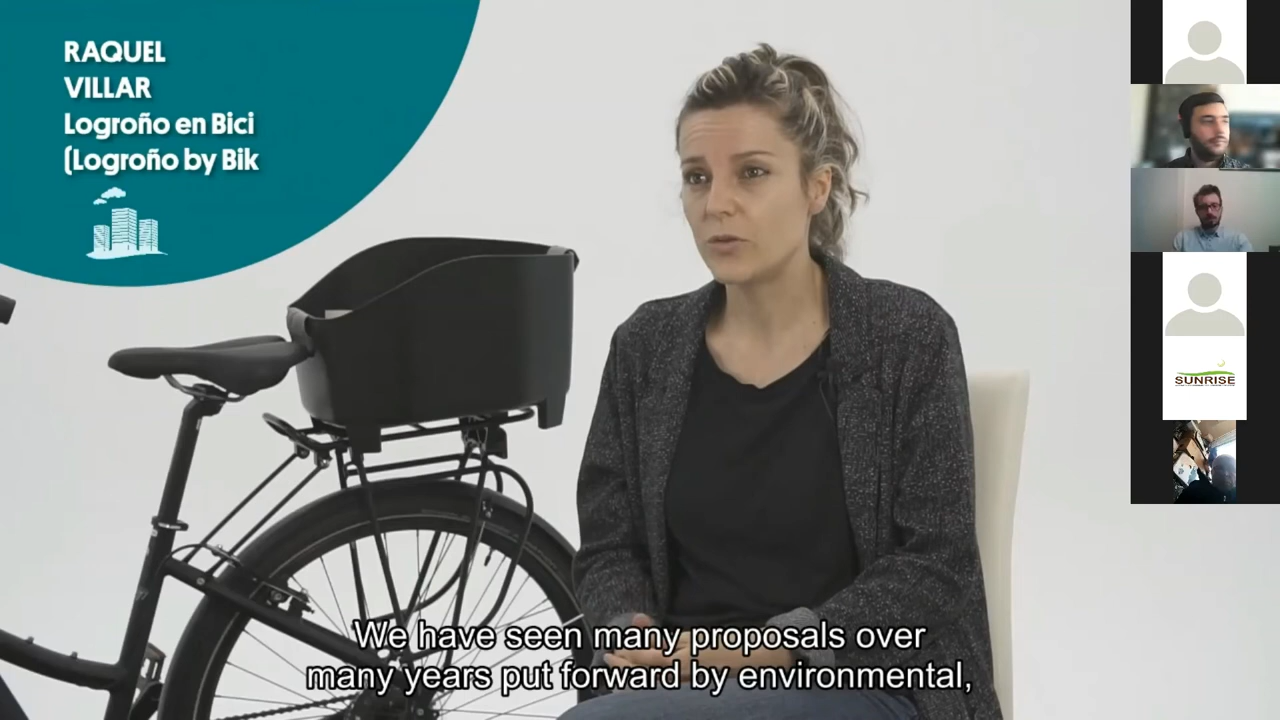 RAQUEL
VILLAR
Logroño en Bici
(Logroño by Bik
SUNRISE
We have seen many proposals over
many years put forward by environmental,